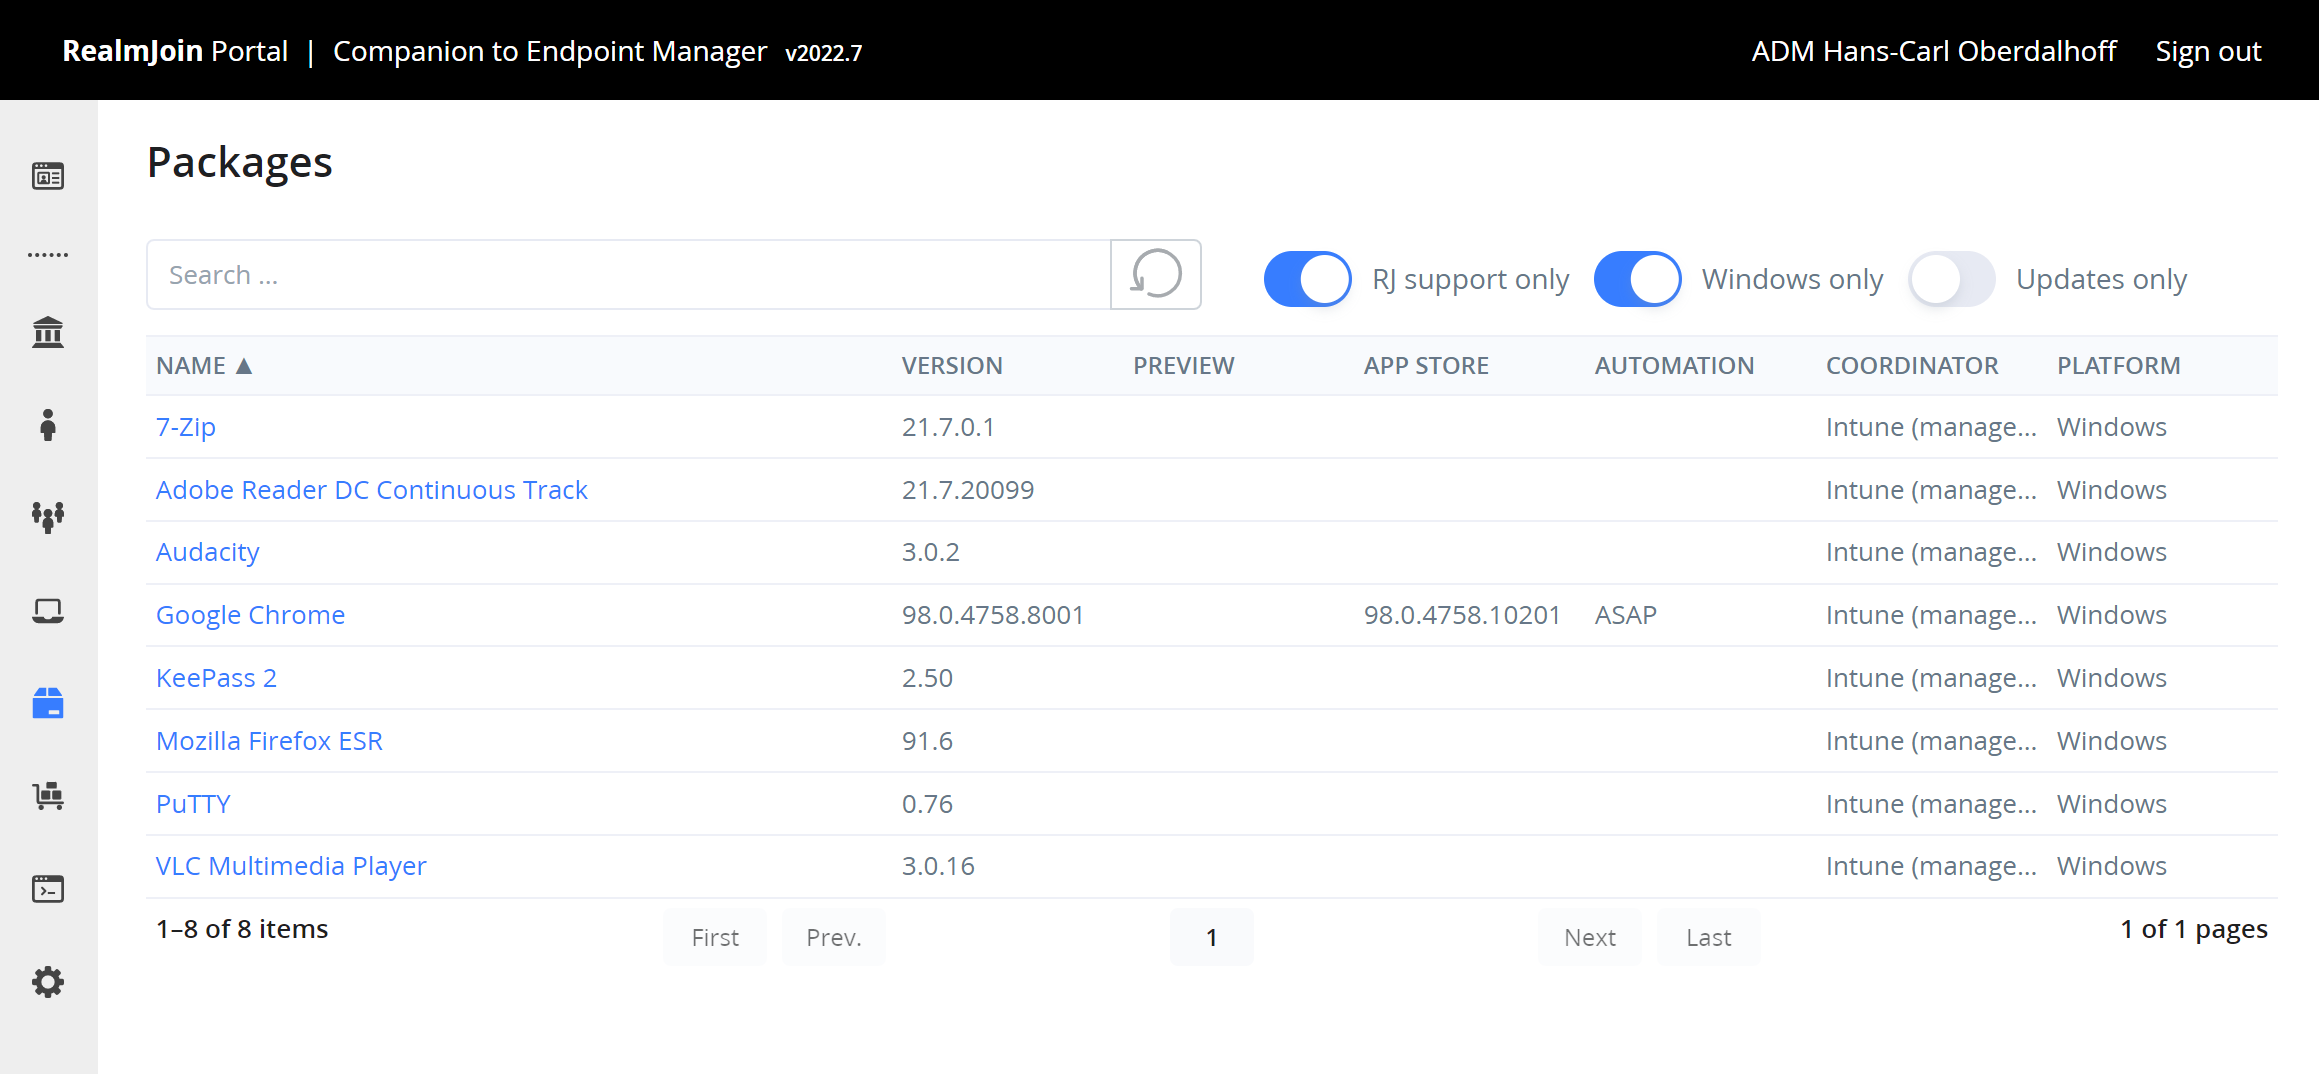 RealmJoin Portal | Companion to Endpoint Manager v2022.7 ADM Hans-Carl Oberdalhoff Sign out
Packages
Search ... RJ support only Windows only Updates only
NAME ▲ VERSION PREVIEW APP STORE AUTOMATION COORDINATOR PLATFORM
7-Zip 21.7.0.1 Intune (manage... Windows
Adobe Reader DC Continuous Track 21.7.20099 Intune (manage... Windows
Audacity 3.0.2 Intune (manage... Windows
Google Chrome 98.0.4758.8001 98.0.4758.10201 ASAP Intune (manage... Windows
KeePass 2 2.50 Intune (manage... Windows
Mozilla Firefox ESR 91.6 Intune (manage... Windows
PuTTY 0.76 Intune (manage... Windows
VLC Multimedia Player 3.0.16 Intune (manage... Windows
1–8 of 8 items First Prev. 1 Next Last 1 of 1 pages